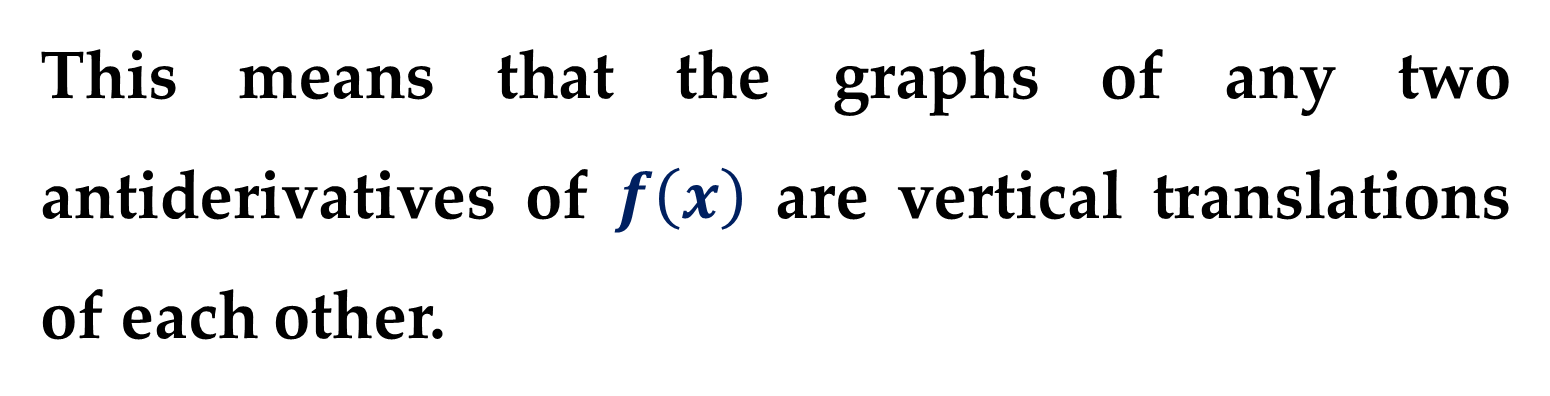 This means that the graphs of any two
antiderivatives of f(x) are vertical translations
of each other.